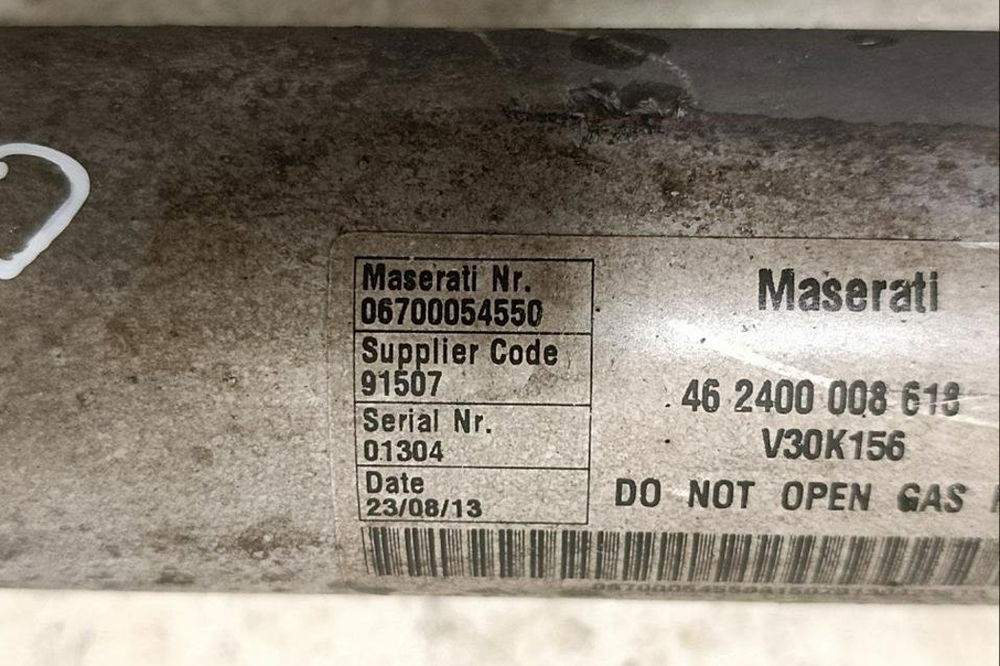 Maserati Nr.
06700054550
Supplier Code
91507
Serial Nr.
01304
Date
23/08/13
Maserati
46 2400 008 618
V30K156
DO NOT OPEN GAS